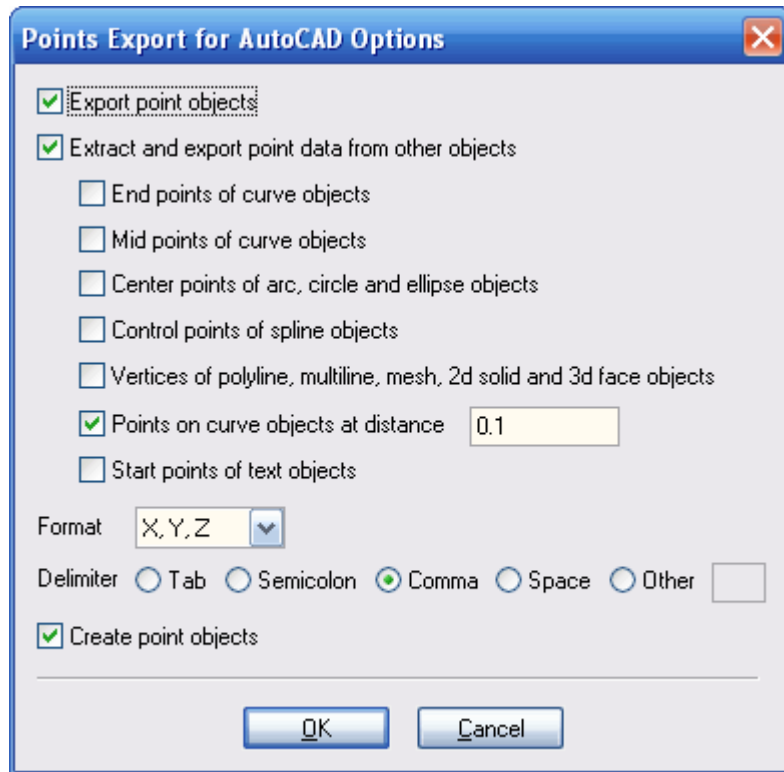 Points Export for AutoCAD Options
Export point objects
Extract and export point data from other objects
End points of curve objects
Mid points of curve objects
Center points of arc, circle and ellipse objects
Control points of spline objects
Vertices of polyline, multiline, mesh, 2d solid and 3d face objects
Points on curve objects at distance 0.1
Start points of text objects
Format X, Y, Z
Delimiter Tab Semicolon Comma Space Other
Create point objects
OK Cancel